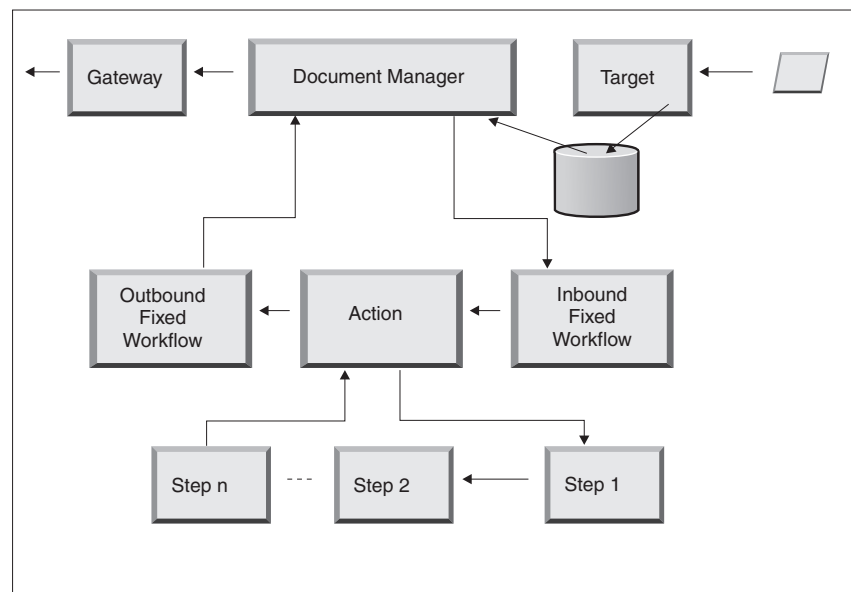 Gateway
Document Manager
Target
Outbound
Fixed
Workflow
Action
Inbound
Fixed
Workflow
Step n
Step 2
Step 1